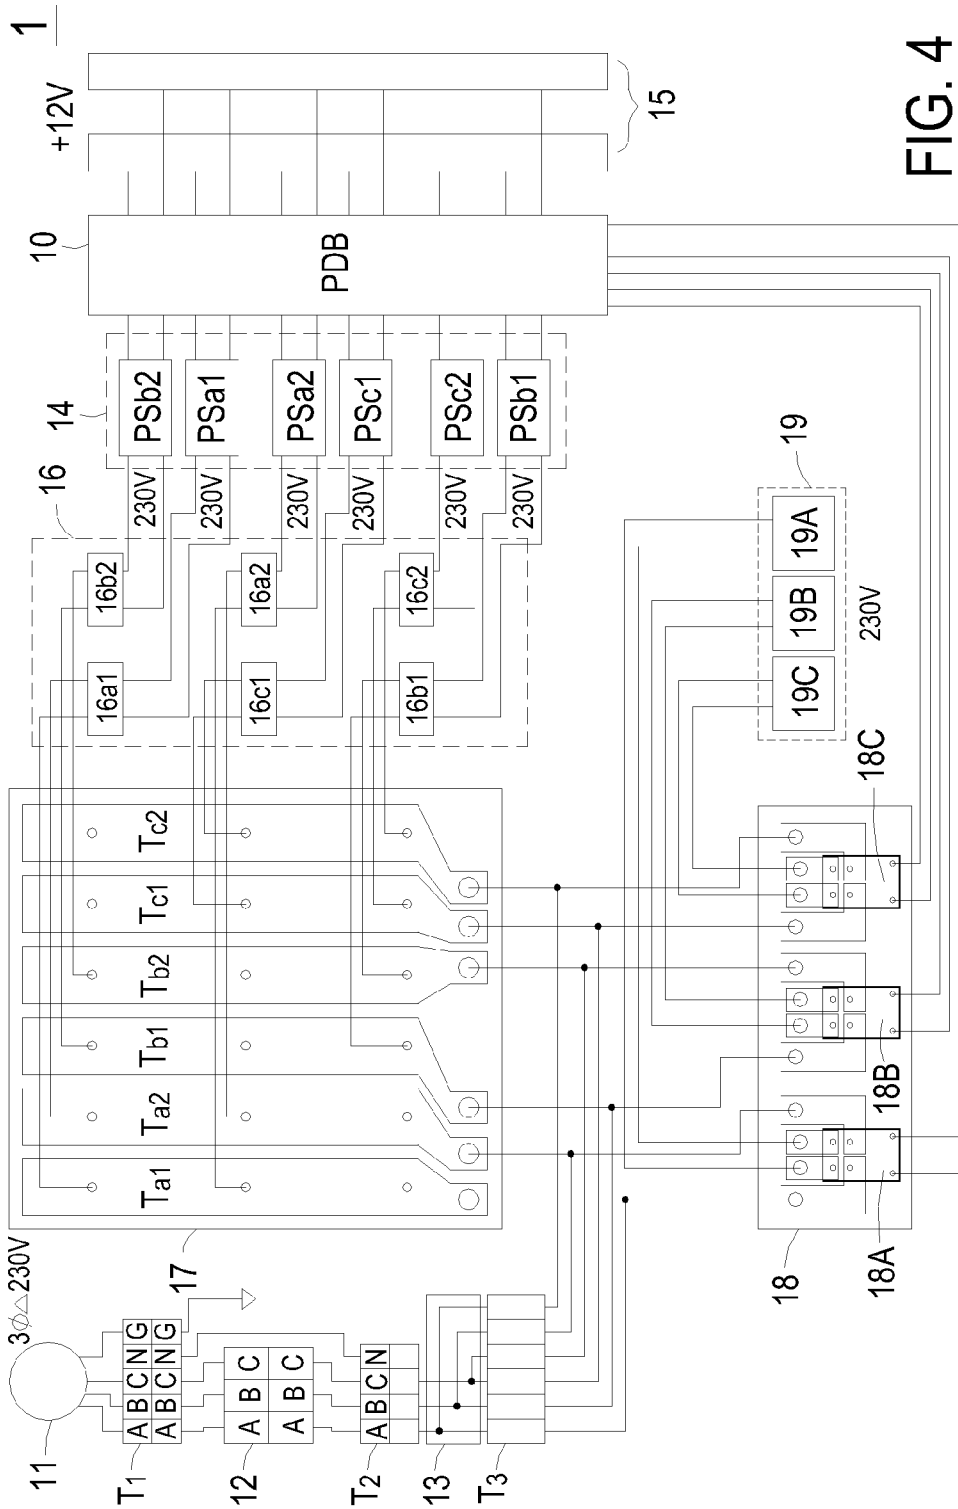 1
+12V
15
FIG. 4
10
PDB
14
PSb2
PSa1
PSa2
PSc1
PSc2
PSb1
16
230V
230V
230V
230V
230V
230V
16b2
16a2
16c2
16a1
16c1
16b1
19
19A
19B
19C
230V
Tc2
Tc1
Tb2
Tb1
Ta2
Ta1
17
18C
18B
18A
18
3φ△230V
11
A B C N G
A B C N G
T1
A B C
A B C
12
A B C N
T2
13
T3